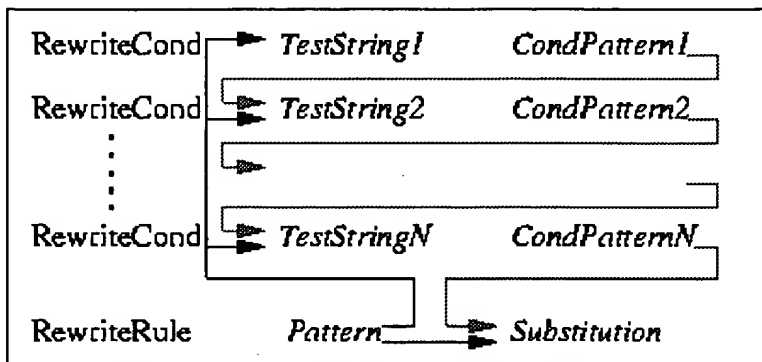 RewriteCond TestString1 CondPattern1
RewriteCond TestString2 CondPattern2
RewriteCond TestStringN CondPatternN
RewriteRule Pattern Substitution